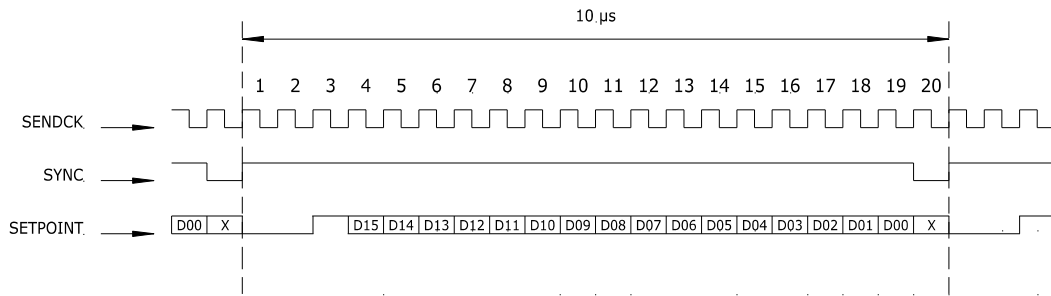 10 µs
1 2 3 4 5 6 7 8 9 10 11 12 13 14 15 16 17 18 19 20
SENDCK
SYNC
SETPOINT D00 X D15 D14 D13 D12 D11 D10 D09 D08 D07 D06 D05 D04 D03 D02 D01 D00 X